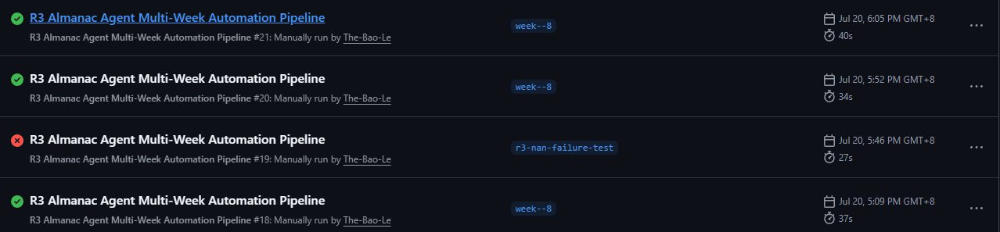 R3 Almanac Agent Multi-Week Automation Pipeline
R3 Almanac Agent Multi-Week Automation Pipeline #21: Manually run by The-Bao-Le
week--8
Jul 20, 6:05 PM GMT+8
40s
R3 Almanac Agent Multi-Week Automation Pipeline
R3 Almanac Agent Multi-Week Automation Pipeline #20: Manually run by The-Bao-Le
week--8
Jul 20, 5:52 PM GMT+8
34s
R3 Almanac Agent Multi-Week Automation Pipeline
R3 Almanac Agent Multi-Week Automation Pipeline #19: Manually run by The-Bao-Le
r3-nan-failure-test
Jul 20, 5:46 PM GMT+8
27s
R3 Almanac Agent Multi-Week Automation Pipeline
R3 Almanac Agent Multi-Week Automation Pipeline #18: Manually run by The-Bao-Le
week--8
Jul 20, 5:09 PM GMT+8
37s